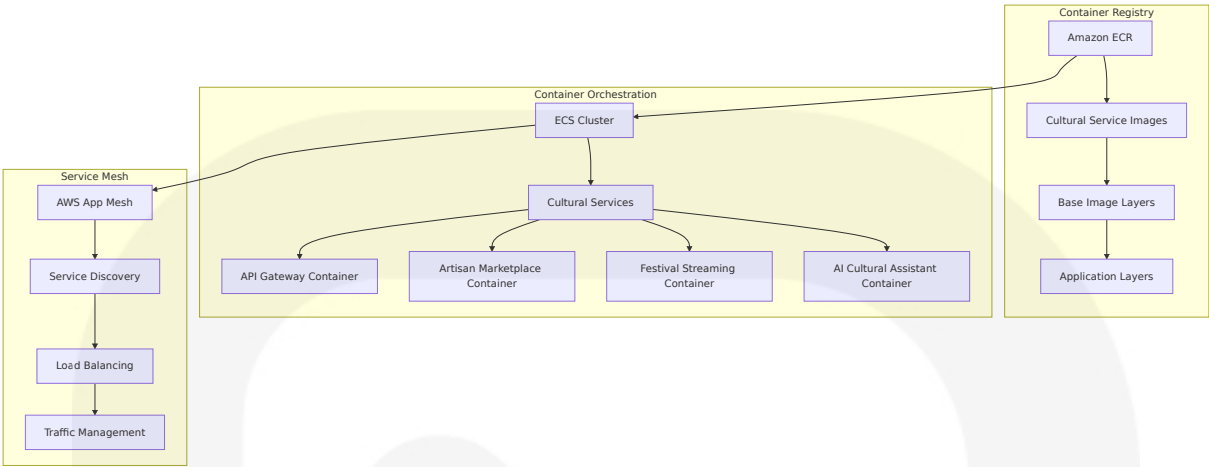 Container Registry
Amazon ECR
Cultural Service Images
Base Image Layers
Application Layers
Container Orchestration
ECS Cluster
Cultural Services
API Gateway Container
Artisan Marketplace
Container
Festival Streaming
Container
AI Cultural Assistant
Container
Service Mesh
AWS App Mesh
Service Discovery
Load Balancing
Traffic Management